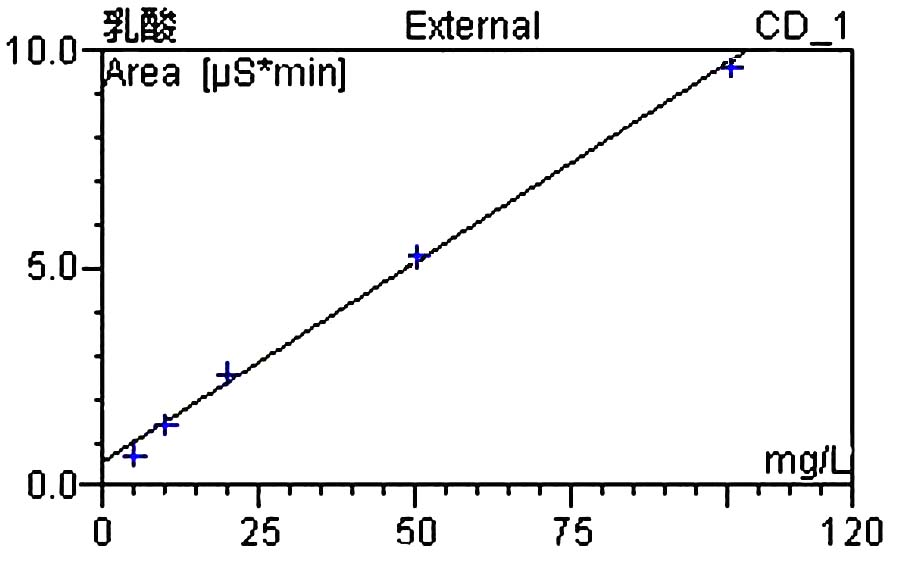 乳酸 External CD_1
10.0
Area [µS*min]
5.0
mg/L
0.0
0 25 50 75 120